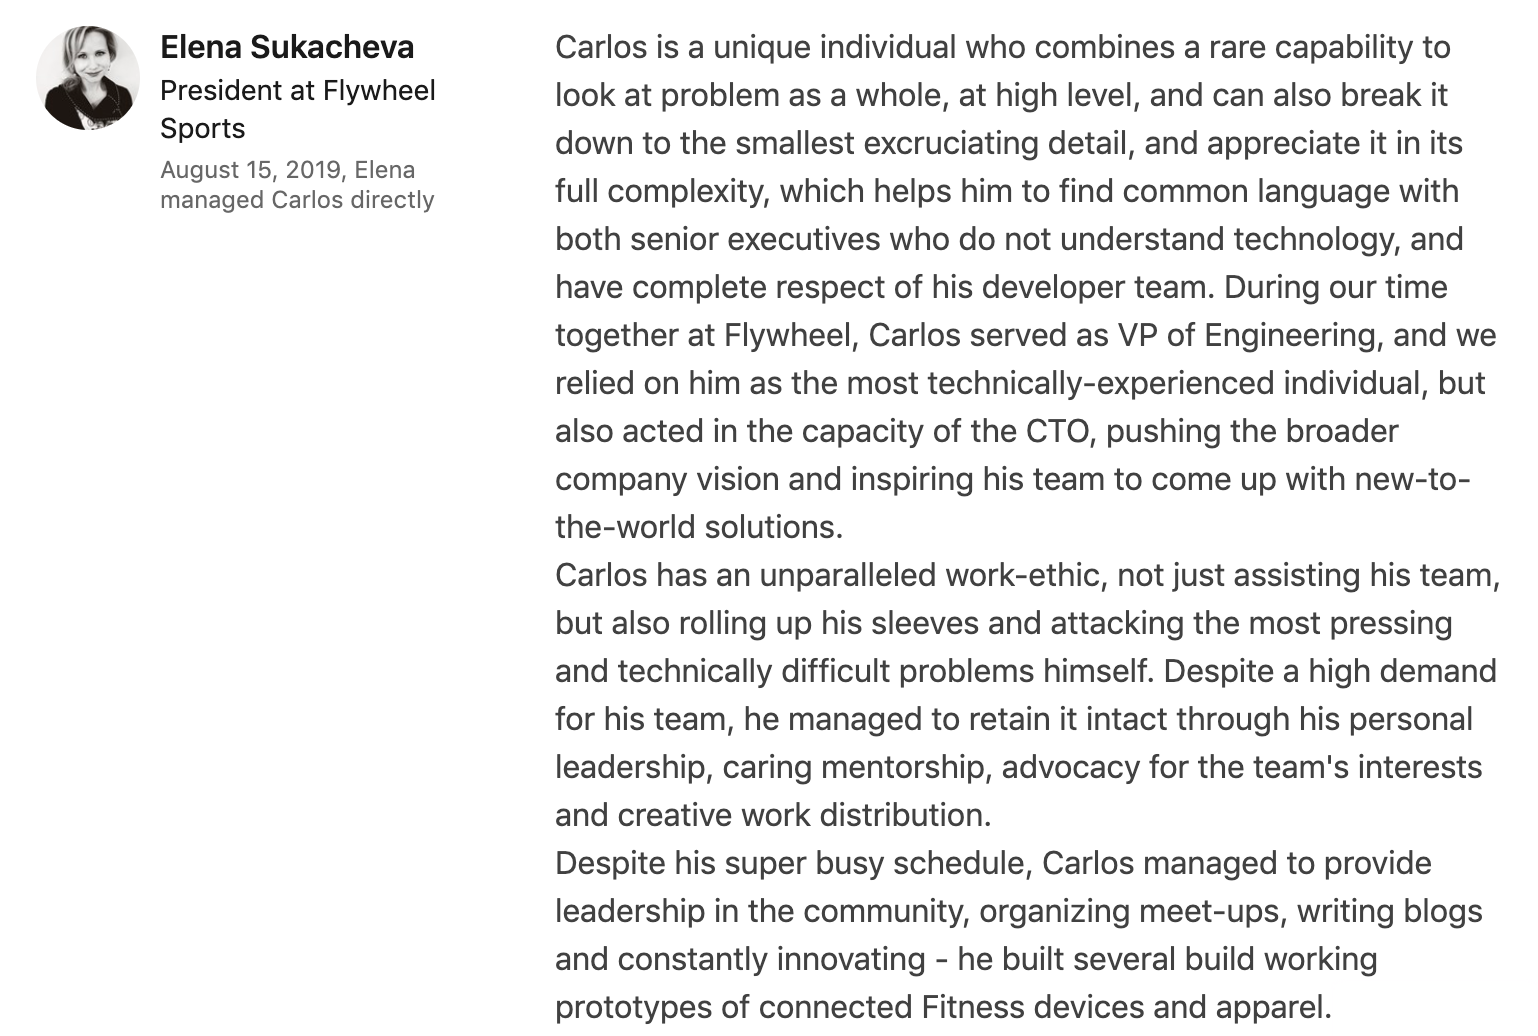 Elena Sukacheva
President at Flywheel
Sports
August 15, 2019, Elena
managed Carlos directly
Carlos is a unique individual who combines a rare capability to
look at problem as a whole, at high level, and can also break it
down to the smallest excruciating detail, and appreciate it in its
full complexity, which helps him to find common language with
both senior executives who do not understand technology, and
have complete respect of his developer team. During our time
together at Flywheel, Carlos served as VP of Engineering, and we
relied on him as the most technically-experienced individual, but
also acted in the capacity of the CTO, pushing the broader
company vision and inspiring his team to come up with new-to-
the-world solutions.
Carlos has an unparalleled work-ethic, not just assisting his team,
but also rolling up his sleeves and attacking the most pressing
and technically difficult problems himself. Despite a high demand
for his team, he managed to retain it intact through his personal
leadership, caring mentorship, advocacy for the team's interests
and creative work distribution.
Despite his super busy schedule, Carlos managed to provide
leadership in the community, organizing meet-ups, writing blogs
and constantly innovating - he built several build working
prototypes of connected Fitness devices and apparel.